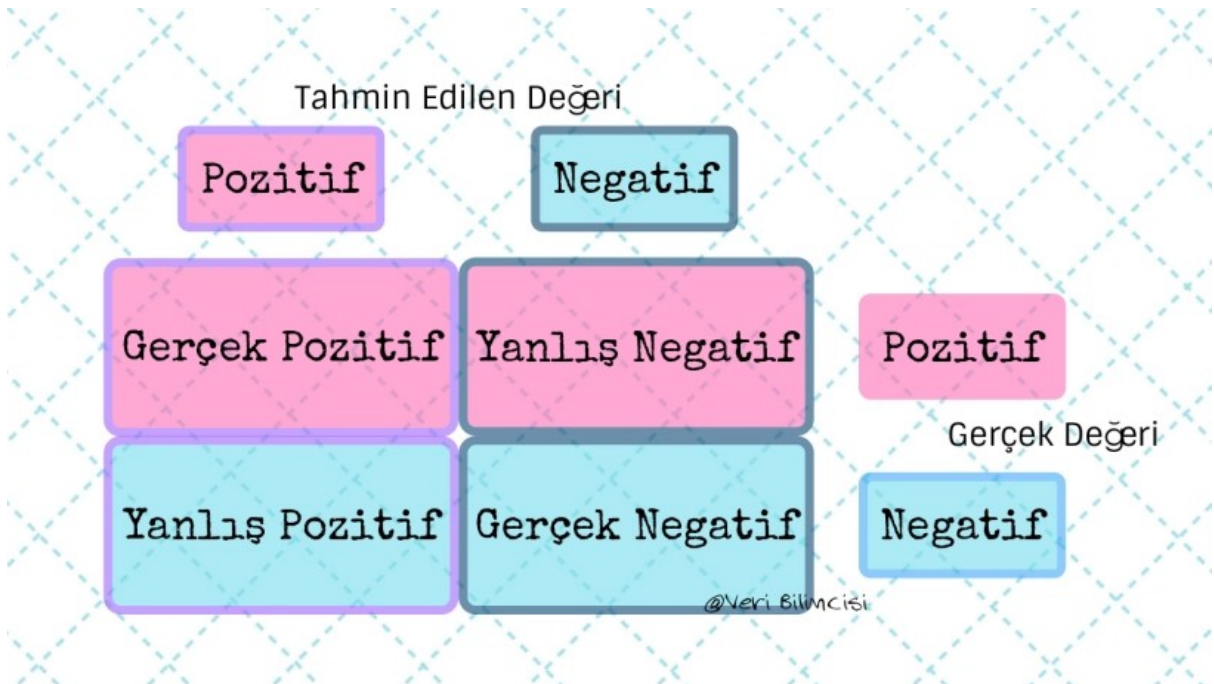 Tahmin Edilen Değeri
Pozitif Negatif
Gerçek Pozitif Yanlış Negatif Pozitif
Gerçek Değeri
Yanlış Pozitif Gerçek Negatif Negatif
@Veri Bilimcisi